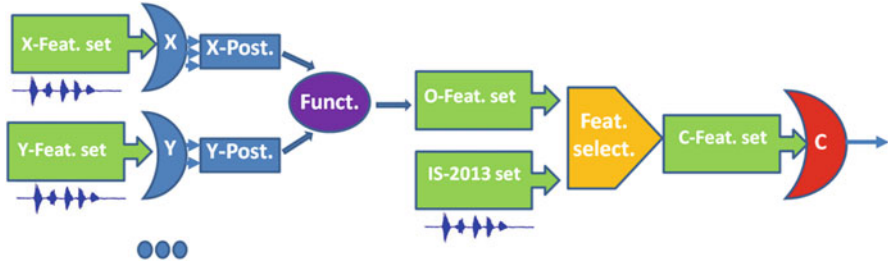 X-Feat. set
X
X-Post.
Y-Feat. set
Y
Y-Post.
Funct.
O-Feat. set
IS-2013 set
Feat.
select.
C-Feat. set
C